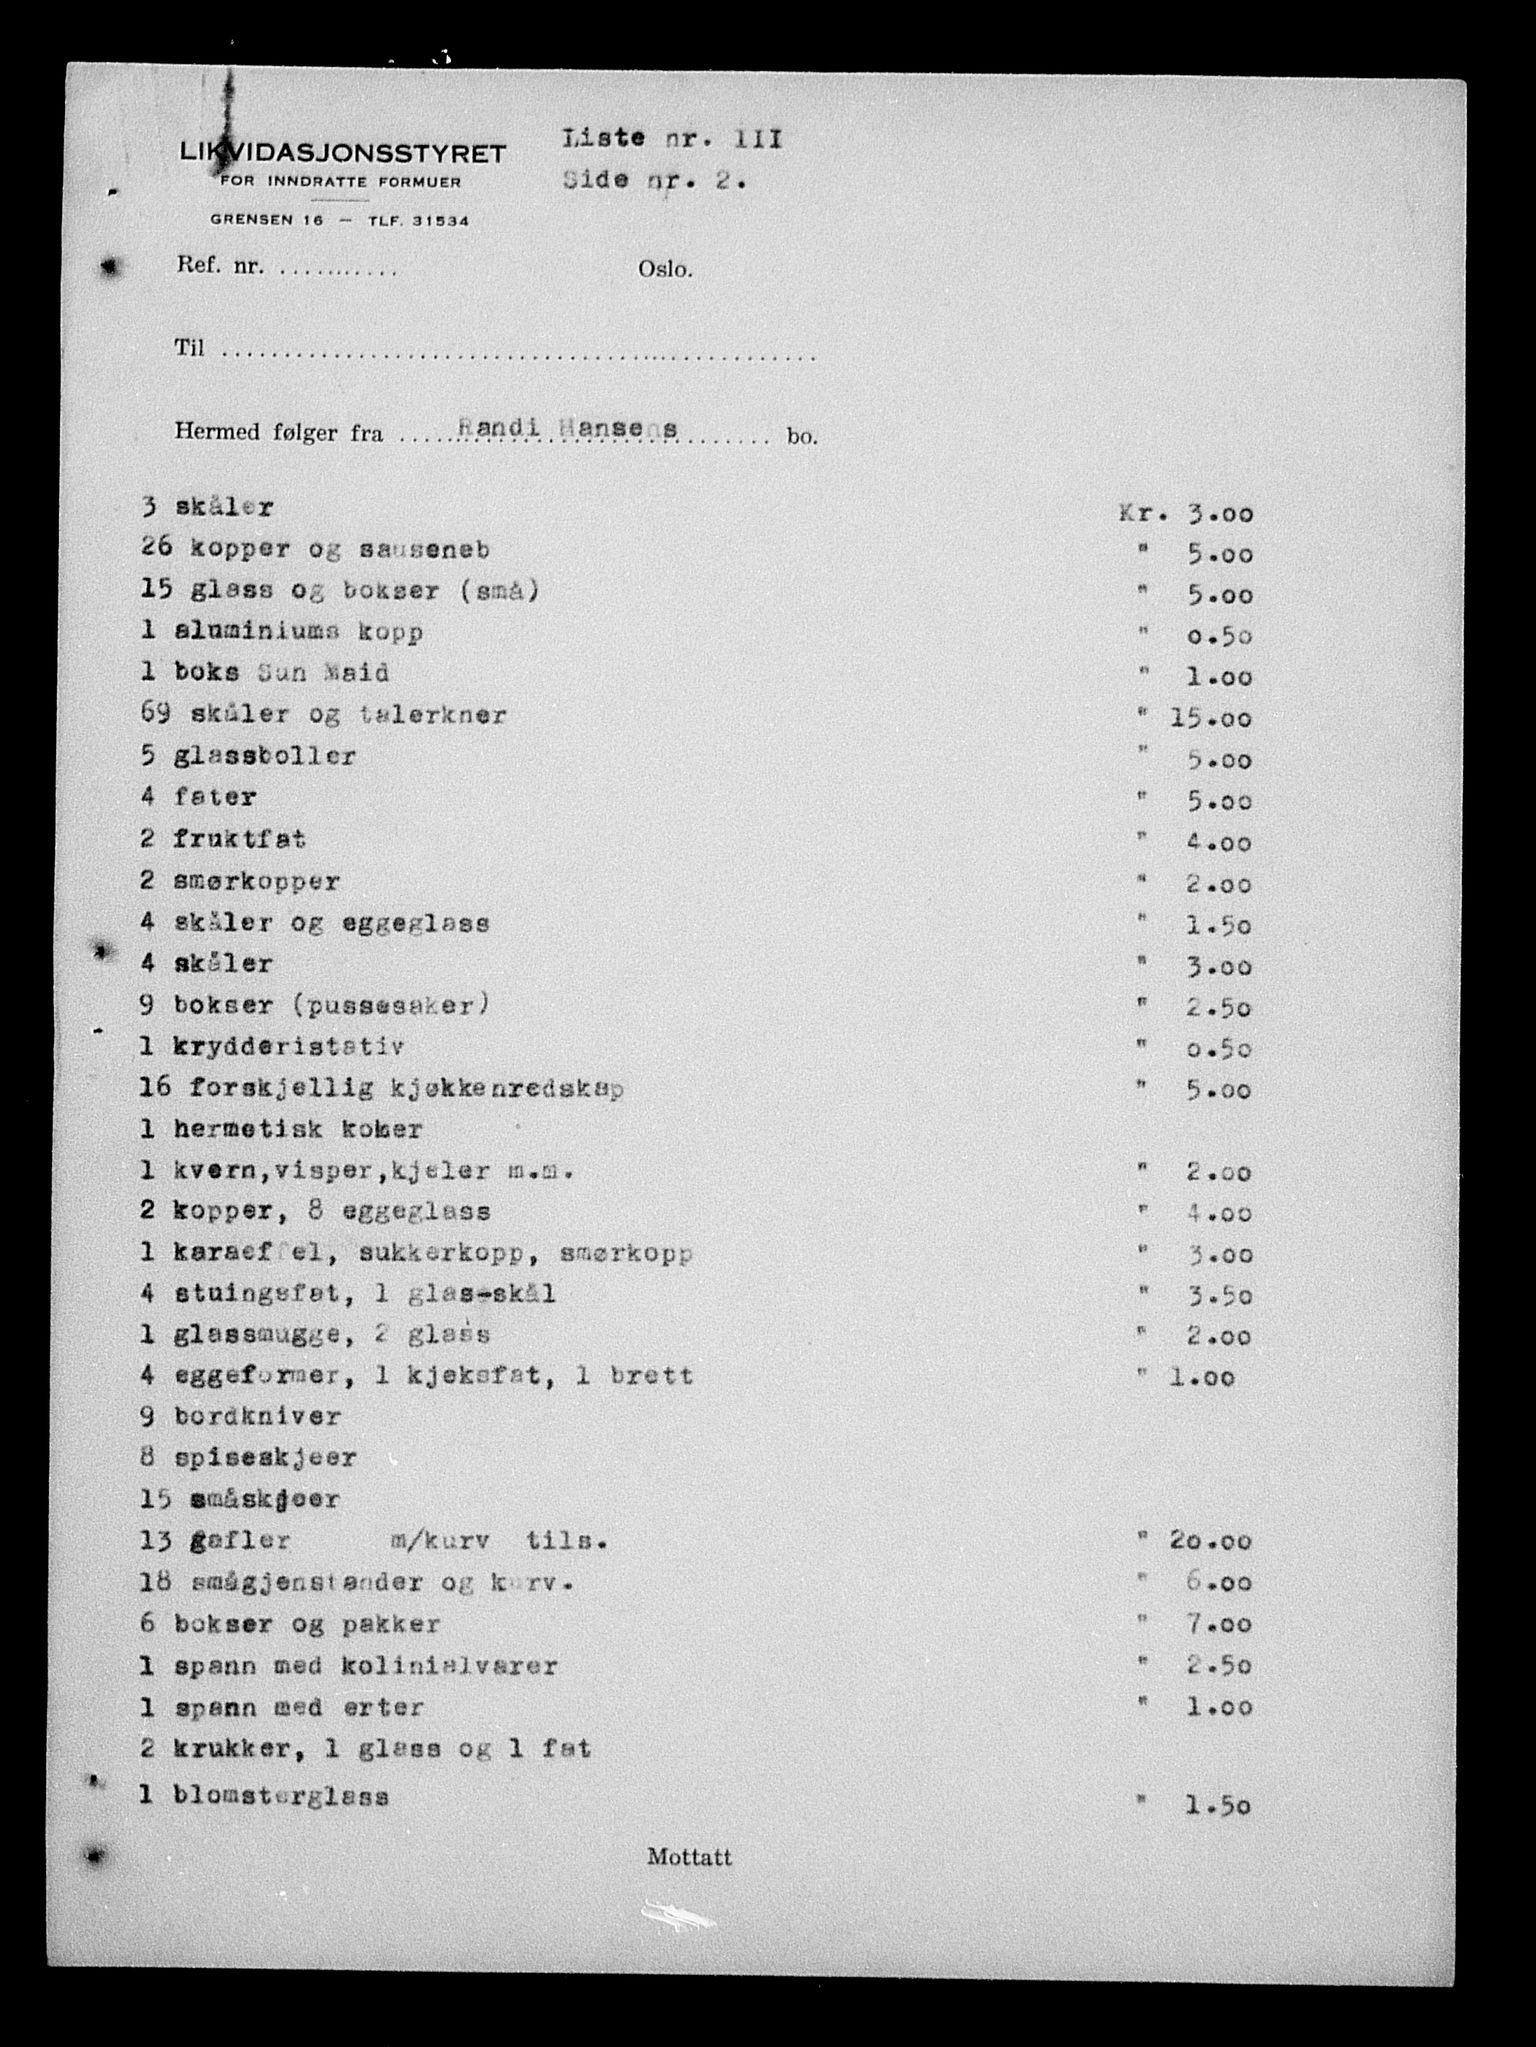 LIKVIDASJONSSTYRET
FOR INNDRATTE FORMUER
GRENSEN 16 — TLF. 31534
Liste nr. III
Side nr. 2.
Ref. nr. ...........
Oslo.
Til ................................................
Hermed følger fra ..... Randi Hansens ........ bo.
3 skåler Kr. 3.00
26 kopper og sauseneb " 5.00
15 glass og bokser (små) " 5.00
1 aluminiums kopp " 0.50
1 boks Sun Maid " 1.00
69 skåler og talerkner " 15.00
5 glassboller " 5.00
4 fater " 5.00
2 fruktfat " 4.00
2 smørkopper " 2.00
4 skåler og eggeglass " 1.50
4 skåler " 3.00
9 bokser (pussesaker) " 2.50
1 krydderistativ " 0.50
16 forskjellig kjøkkenredskap " 5.00
1 hermetisk koker
1 kvern,visper,kjeler m.m. " 2.00
2 kopper, 8 eggeglass " 4.00
1 karaeffel, sukkerkopp, smørkopp " 3.00
4 stuingsfat, 1 glas-skål " 3.50
1 glassmugge, 2 glass " 2.00
4 eggeformer, 1 kjeksfat, 1 brett " 1.00
9 bordkniver
8 spiseskjeer
15 småskjeer
13 gafler m/kurv tils. " 20.00
18 smågjenstander og kurv. " 6.00
6 bokser og pakker " 7.00
1 spann med kolinialvarer " 2.50
1 spann med erter " 1.00
2 krukker, 1 glass og 1 fat
1 blomsterglass " 1.50
Mottatt